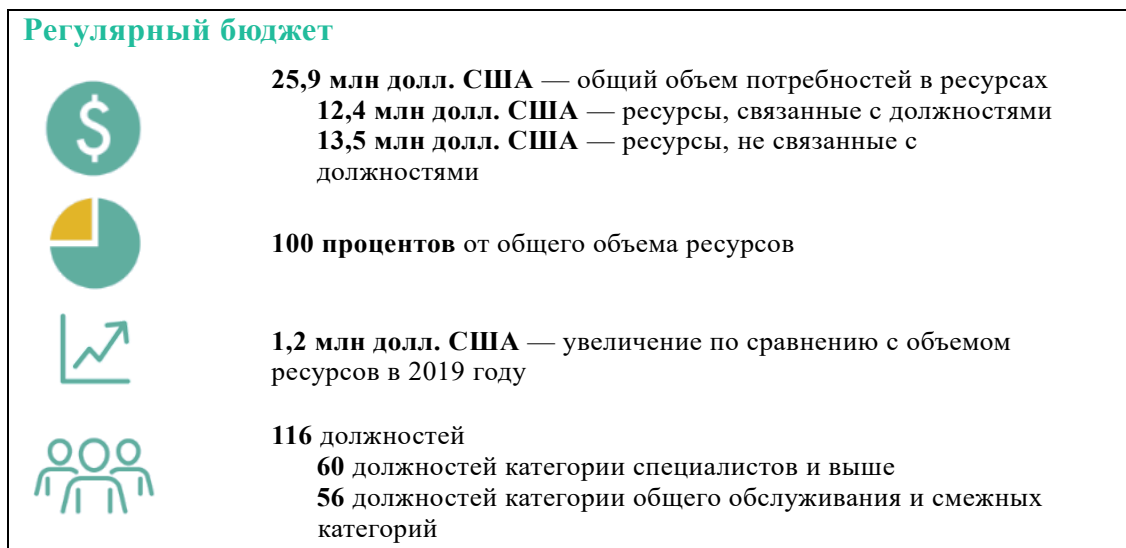 Регулярный бюджет
25,9 млн долл. США — общий объем потребностей в ресурсах
12,4 млн долл. США — ресурсы, связанные с должностями
13,5 млн долл. США — ресурсы, не связанные с
должностями
$
100 процентов от общего объема ресурсов
1,2 млн долл. США — увеличение по сравнению с объемом
ресурсов в 2019 году
116 должностей
60 должностей категории специалистов и выше
56 должностей категории общего обслуживания и смежных
категорий